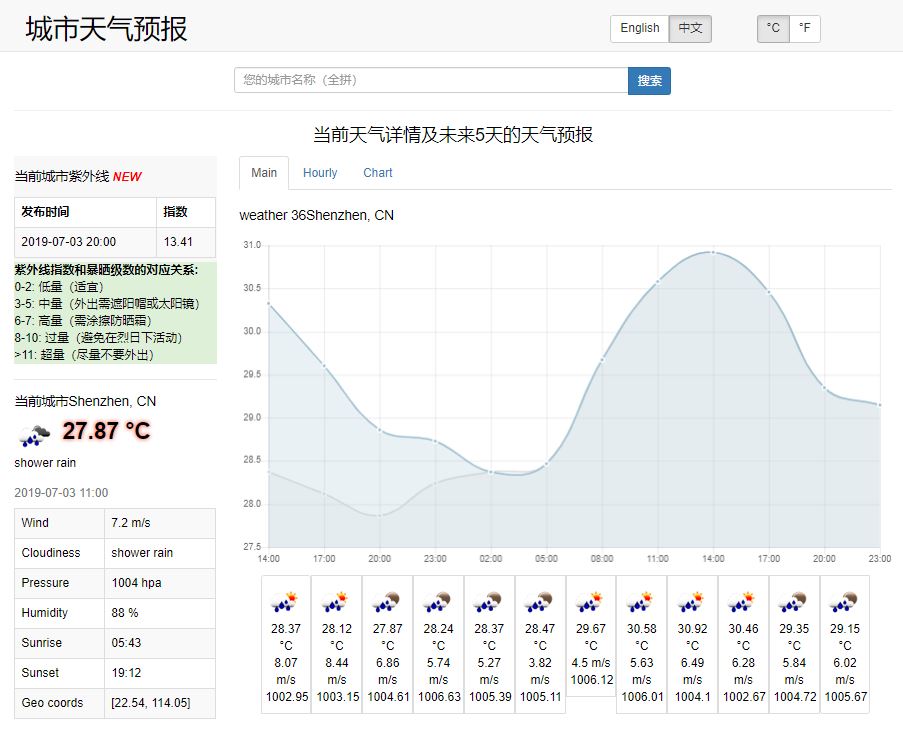 城市天气预报
English 中文 °C °F
您的城市名称（全拼） 搜索
当前天气详情及未来5天的天气预报
当前城市紫外线 NEW
发布时间 指数
2019-07-03 20:00 13.41
紫外线指数和暴晒级数的对应关系:
0-2: 低量（适宜）
3-5: 中量（外出需遮阳帽或太阳镜）
6-7: 高量（需涂擦防晒霜）
8-10: 过量（避免在烈日下活动）
>11: 超量（尽量不要外出）
当前城市Shenzhen, CN
27.87 °C
shower rain
2019-07-03 11:00
Wind 7.2 m/s
Cloudiness shower rain
Pressure 1004 hpa
Humidity 88 %
Sunrise 05:43
Sunset 19:12
Geo coords [22.54, 114.05]
Main Hourly Chart
weather 36Shenzhen, CN
31.0
30.5
30.0
29.5
29.0
28.5
28.0
27.5
14:00 17:00 20:00 23:00 02:00 05:00 08:00 11:00 14:00 17:00 20:00 23:00
28.37 28.12 27.87 28.24 28.37 28.47 29.67 30.58 30.92 30.46 29.35 29.15
°C °C °C °C °C °C °C °C °C °C °C °C
8.07 8.44 6.86 5.74 5.27 3.82 4.5 m/s 5.63 6.49 6.28 5.84 6.02
m/s m/s m/s m/s m/s m/s 1006.12 m/s m/s m/s m/s m/s
1002.95 1003.15 1004.61 1006.63 1005.39 1005.11 1006.01 1004.1 1002.67 1004.72 1005.67